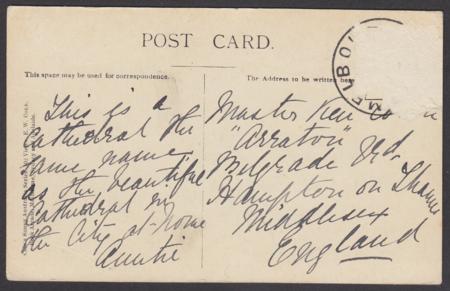 POST CARD.
This space may be used for correspondence.
The Address to be written here
MELBO
This is a
Cathedral the
same name
as the beautiful
Cathedral in
the City at home
Auntie
Master Ken
"Arraton"
Belgrade Rd
Hampton on Thames
Middlesex
England